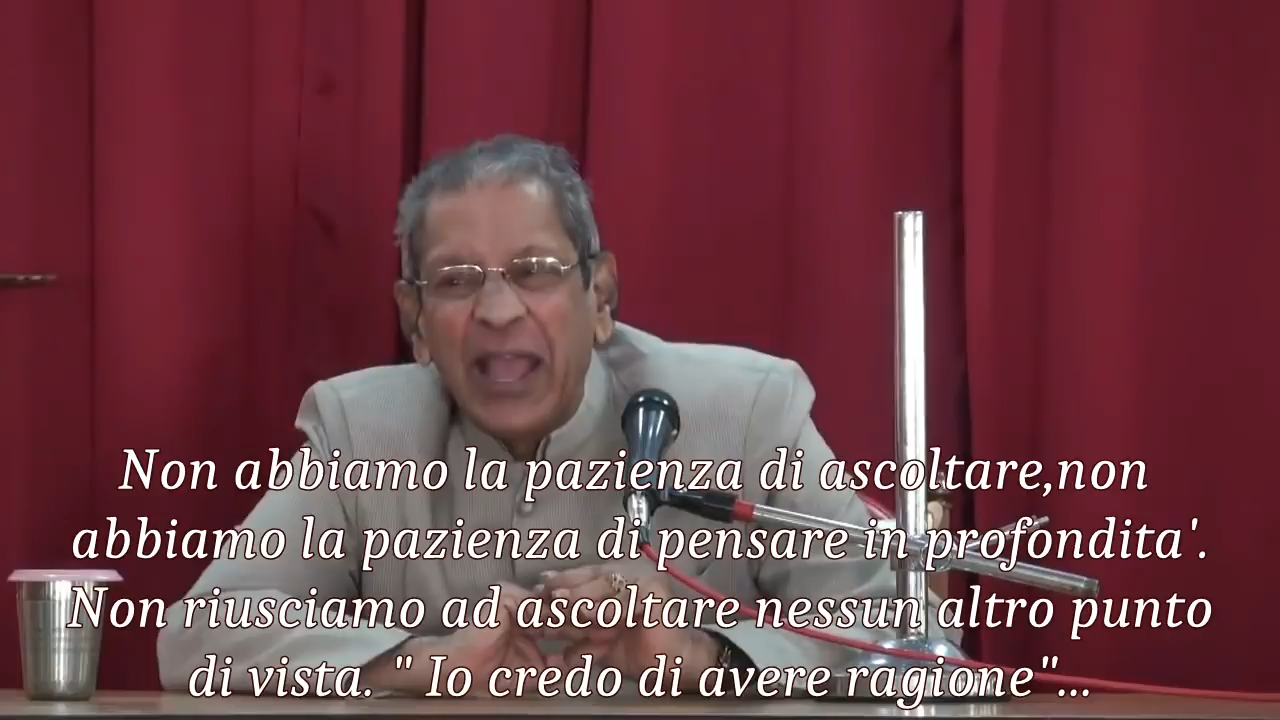 Non abbiamo la pazienza di ascoltare,non
abbiamo la pazienza di pensare in profondita'.
Non riusciamo ad ascoltare nessun altro punto
di vista. " Io credo di avere ragione"...